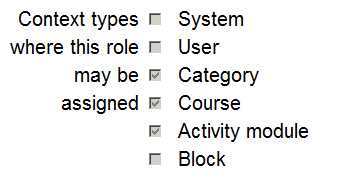 Context types System
where this role User
may be Category
assigned Course
Activity module
Block